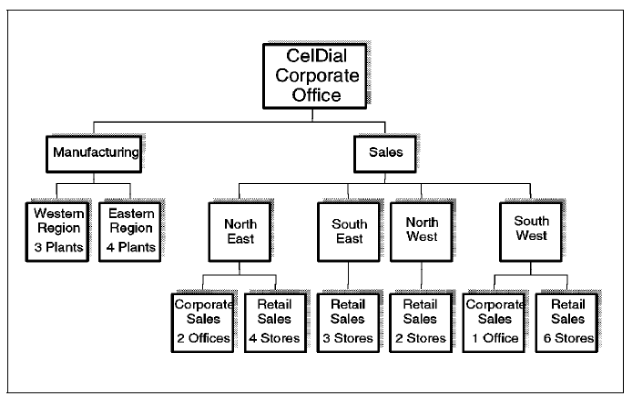 CelDial
Corporate
Office
Manufacturing
Sales
Western
Region
3 Plants
Eastern
Region
4 Plants
North
East
South
East
North
West
South
West
Corporate
Sales
2 Offices
Retail
Sales
4 Stores
Retail
Sales
3 Stores
Retail
Sales
2 Stores
Corporate
Sales
1 Office
Retail
Sales
6 Stores